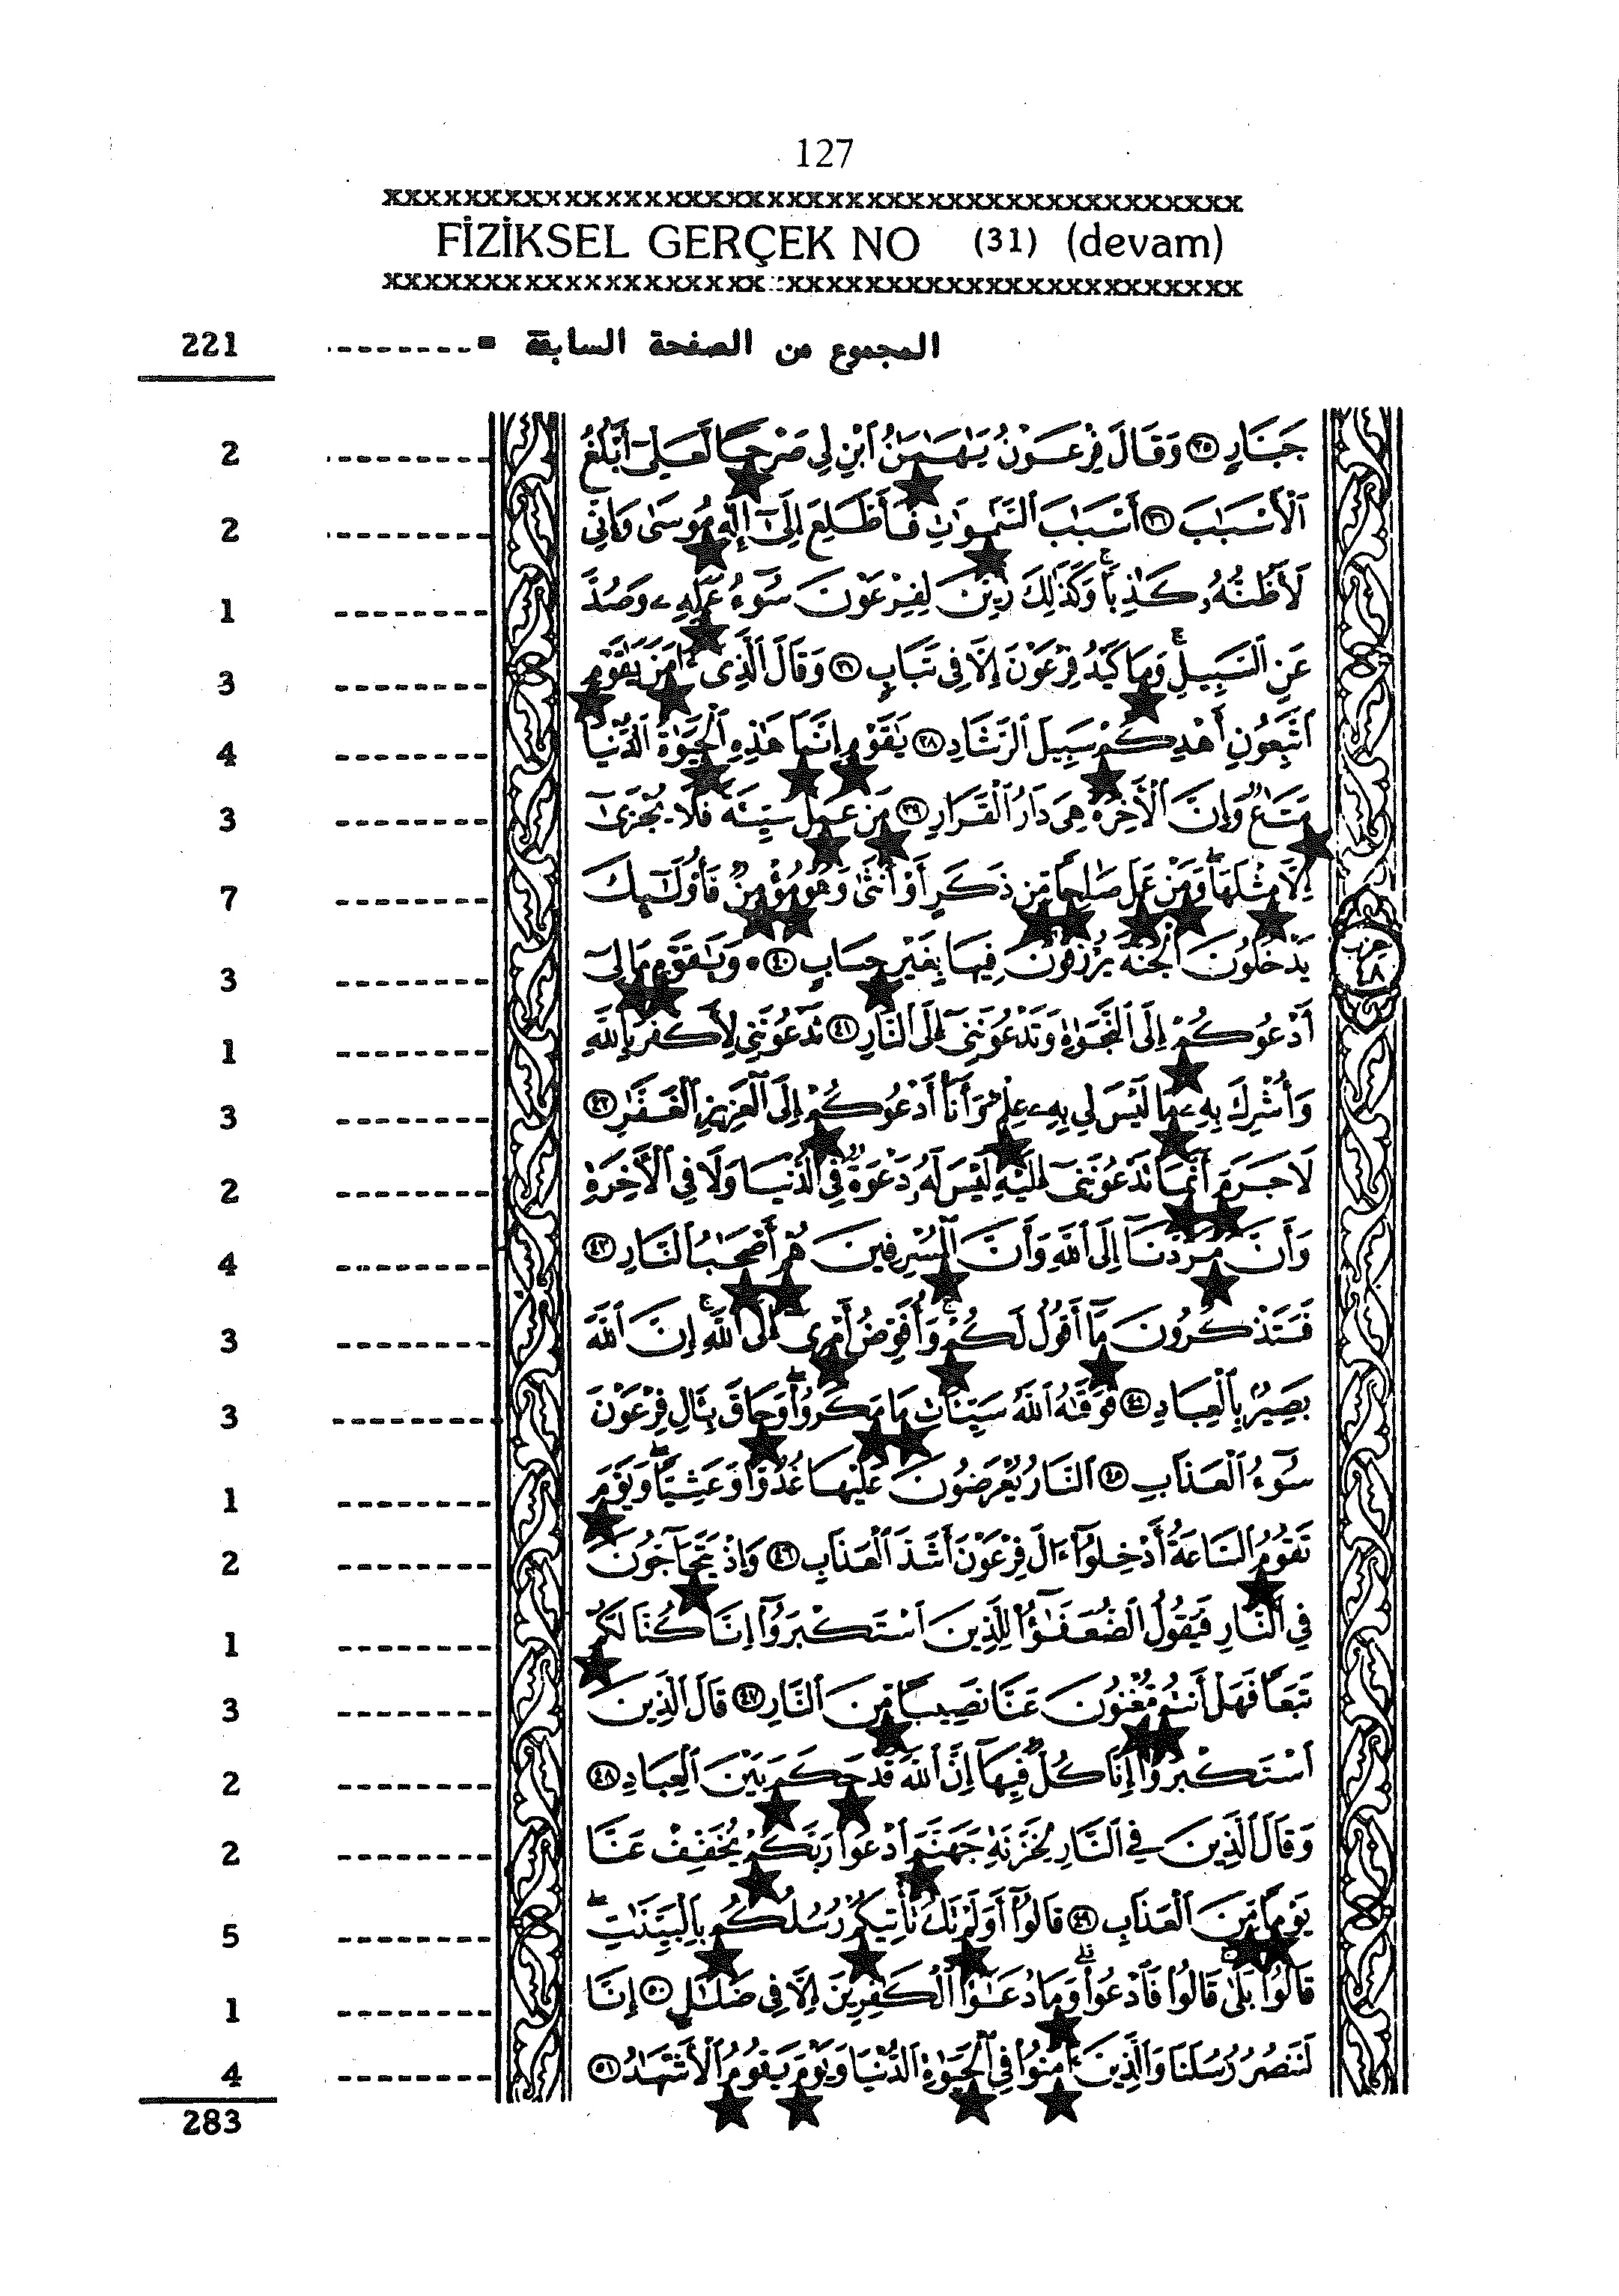 127
xxxxxxxxxxxxxxxxxxxxxxxxxxxxxxxxxxxxxxxxxxx
FİZİKSEL GERÇEK NO (31) (devam)
xxxxxxxxxxxxxxxxxxxxxxxxxxxxxxxxxxxxxxxxxxx
221 --------- = المجموع من الصفحة السابقة
2 --------- جَبَّارٍ ٣٥ وَقَالَ فِرْعَوْنُ يَٰهَٰمَٰنُ ٱبْنِ لِى صَرْحًا لَّعَلِّىٓ أَبْلُغُ
2 --------- ٱلْأَسْبَٰبَ ٣٦ أَسْبَٰبَ ٱلسَّمَٰوَٰتِ فَأَطَّلِعَ إِلَىٰٓ إِلَٰهِ مُوسَىٰ وَإِنِّى
1 --------- لَأَظُنُّهُۥ كَٰذِبًا ۚ وَكَذَٰلِكَ زُيِّنَ لِفِرْعَوْنَ سُوٓءُ عَمَلِهِۦ وَصُدَّ
3 --------- عَنِ ٱلسَّبِيلِ ۚ وَمَا كَيْدُ فِرْعَوْنَ إِلَّا فِى تَبَابٍ ٣٧ وَقَالَ ٱلَّذِىٓ ءَامَنَ يَٰقَوْمِ
4 --------- ٱتَّبِعُونِ أَهْدِكُمْ سَبِيلَ ٱلرَّشَادِ ٣٨ يَٰقَوْمِ إِنَّمَا هَٰذِهِ ٱلْحَيَوٰةُ ٱلدُّنْيَا
3 --------- مَتَٰعٌ وَإِنَّ ٱلْأَخِرَةَ هِىَ دَارُ ٱلْقَرَارِ ٣٩ مَنْ عَمِلَ سَيِّئَةً فَلَا يُجْزَىٰٓ
7 --------- إِلَّا مِثْلَهَا ۖ وَمَنْ عَمِلَ صَٰلِحًا مِّن ذَكَرٍ أَوْ أُنثَىٰ وَهُوَ مُؤْمِنٌ فَأُو۟لَٰٓئِكَ
3 --------- يَدْخُلُونَ ٱلْجَنَّةَ يُرْزَقُونَ فِيهَا بِغَيْرِ حِسَابٍ ٤٠ وَيَٰقَوْمِ مَا لِىٓ
حزب ٤٨
1 --------- أَدْعُوكُمْ إِلَى ٱلنَّجَوٰةِ وَتَدْعُونَنِىٓ إِلَى ٱلنَّارِ ٤١ تَدْعُونَنِى لِأَكْفُرَ بِٱللَّهِ
3 --------- وَأُشْرِكَ بِهِۦ مَا لَيْسَ لِى بِهِۦ عِلْمٌ وَأَنَا۠ أَدْعُوكُمْ إِلَى ٱلْعَزِيزِ ٱلْغَفَّٰرِ ٤٢
2 --------- لَا جَرَمَ أَنَّمَا تَدْعُونَنِىٓ إِلَيْهِ لَيْسَ لَهُۥ دَعْوَةٌ فِى ٱلدُّنْيَا وَلَا فِى ٱلْأَخِرَةِ
4 --------- وَأَنَّ مَرَدَّنَآ إِلَى ٱللَّهِ وَأَنَّ ٱلْمُسْرِفِينَ هُمْ أَصْحَٰبُ ٱلنَّارِ ٤٣
3 --------- فَسَتَذْكُرُونَ مَآ أَقُولُ لَكُمْ ۚ وَأُفَوِّضُ أَمْرِىٓ إِلَى ٱللَّهِ ۚ إِنَّ ٱللَّهَ
3 --------- بَصِيرٌۢ بِٱلْعِبَادِ ٤٤ فَوَقَىٰهُ ٱللَّهُ سَيِّئَاتِ مَا مَكَرُوا۟ ۖ وَحَاقَ بِـَٔالِ فِرْعَوْنَ
1 --------- سُوٓءُ ٱلْعَذَابِ ٤٥ ٱلنَّارُ يُعْرَضُونَ عَلَيْهَا غُدُوًّا وَعَشِيًّا ۖ وَيَوْمَ
2 --------- تَقُومُ ٱلسَّاعَةُ أَدْخِلُوٓا۟ ءَالَ فِرْعَوْنَ أَشَدَّ ٱلْعَذَابِ ٤٦ وَإِذْ يَتَحَآجُّونَ
1 --------- فِى ٱلنَّارِ فَيَقُولُ ٱلضُّعَفَٰٓؤُا۟ لِلَّذِينَ ٱسْتَكْبَرُوٓا۟ إِنَّا كُنَّا لَكُمْ
3 --------- تَبَعًا فَهَلْ أَنتُم مُّغْنُونَ عَنَّا نَصِيبًا مِّنَ ٱلنَّارِ ٤٧ قَالَ ٱلَّذِينَ
2 --------- ٱسْتَكْبَرُوٓا۟ إِنَّا كُلٌّ فِيهَآ إِنَّ ٱللَّهَ قَدْ حَكَمَ بَيْنَ ٱلْعِبَادِ ٤٨
2 --------- وَقَالَ ٱلَّذِينَ فِى ٱلنَّارِ لِخَزَنَةِ جَهَنَّمَ ٱدْعُوا۟ رَبَّكُمْ يُخَفِّفْ عَنَّا
5 --------- يَوْمًا مِّنَ ٱلْعَذَابِ ٤٩ قَالُوٓا۟ أَوَلَمْ تَكُ تَأْتِيكُمْ رُسُلُكُم بِٱلْبَيِّنَٰتِ ۖ
1 --------- قَالُوا۟ بَلَىٰ ۚ قَالُوا۟ فَٱدْعُوا۟ ۗ وَمَا دُعَٰٓؤُا۟ ٱلْكَٰفِرِينَ إِلَّا فِى ضَلَٰلٍ ٥٠ إِنَّا
4 --------- لَنَنصُرُ رُسُلَنَا وَٱلَّذِينَ ءَامَنُوا۟ فِى ٱلْحَيَوٰةِ ٱلدُّنْيَا وَيَوْمَ يَقُومُ ٱلْأَشْهَٰدُ ٥١
283